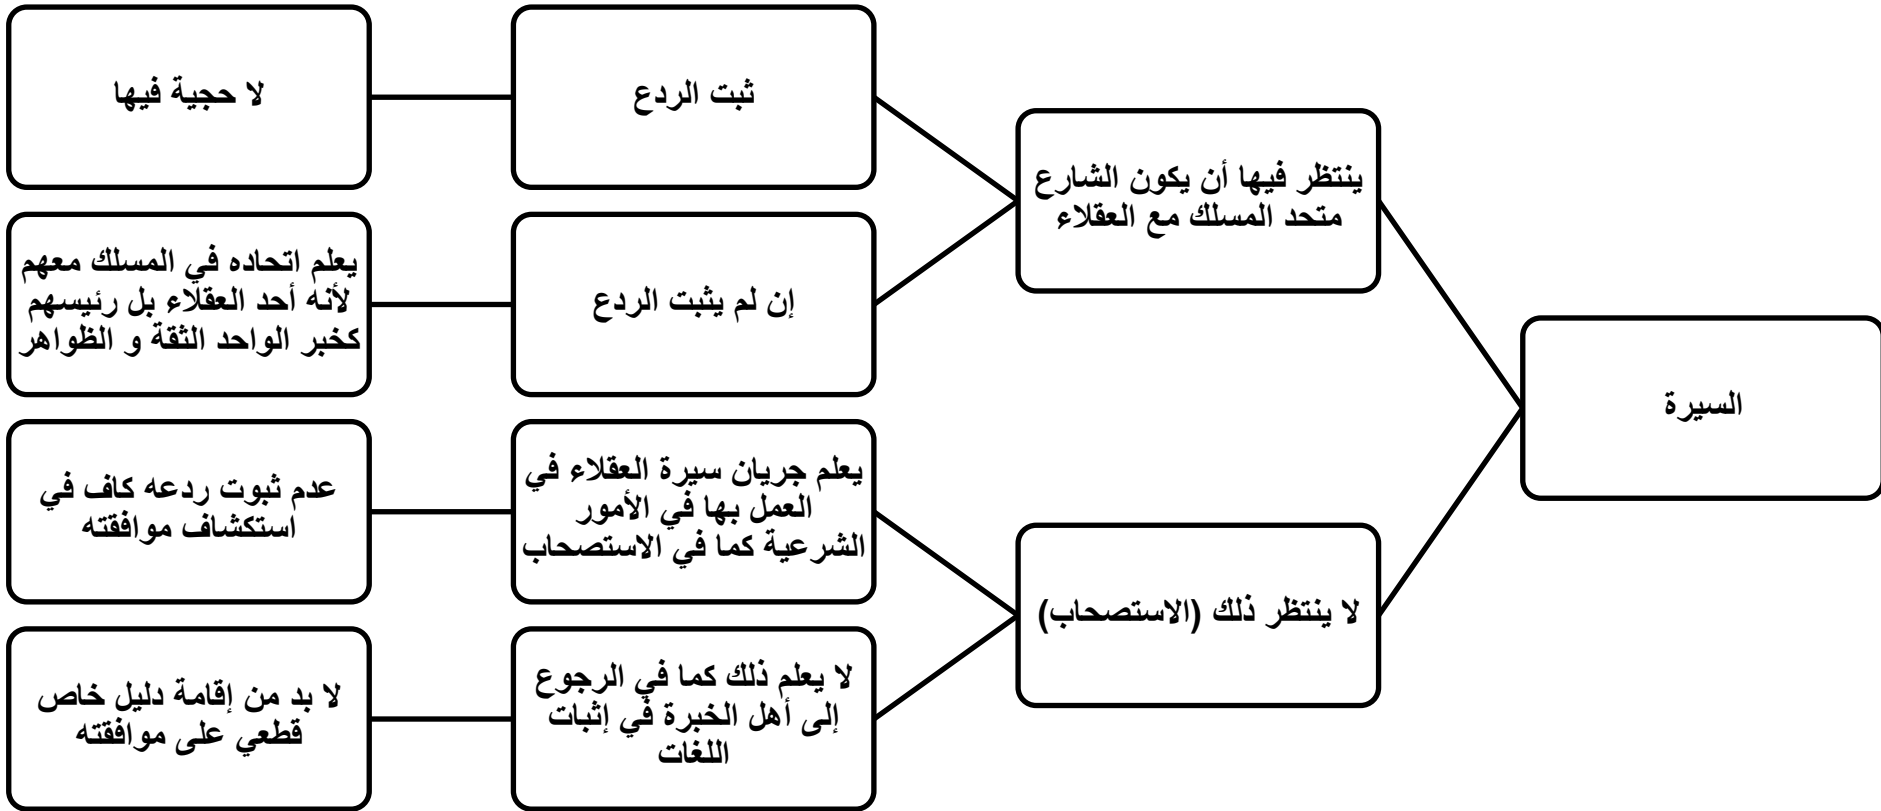 السيرة
ينتظر فيها أن يكون الشارع
متحد المسلك مع العقلاء
ثبت الردع
لا حجية فيها
إن لم يثبت الردع
يعلم اتحاده في المسلك معهم
لأنه أحد العقلاء بل رئيسهم
كخبر الواحد الثقة و الظواهر
لا ينتظر ذلك (الاستصحاب)
يعلم جريان سيرة العقلاء في
العمل بها في الأمور
الشرعية كما في الاستصحاب
عدم ثبوت ردعه كاف في
استكشاف موافقته
لا يعلم ذلك كما في الرجوع
إلى أهل الخبرة في إثبات
اللغات
لا بد من إقامة دليل خاص
قطعي على موافقته